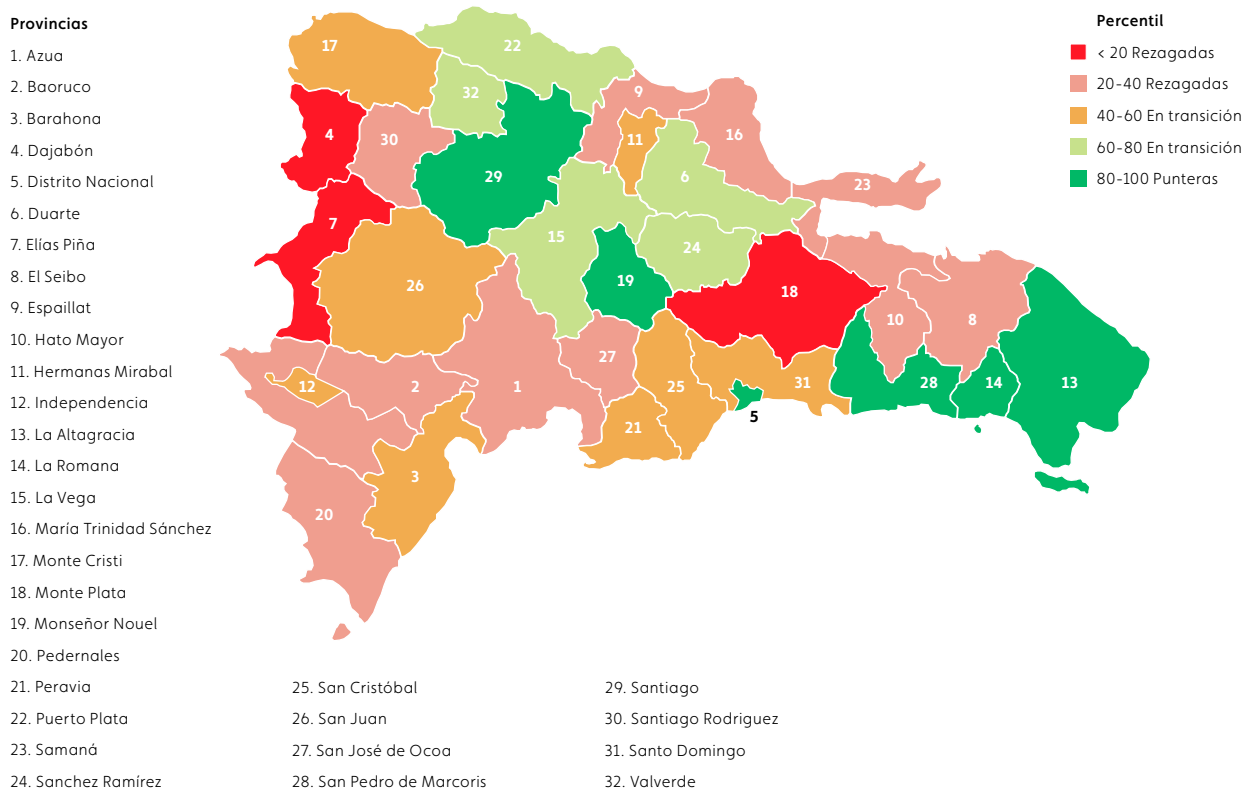 Provincias
1. Azua
2. Baoruco
3. Barahona
4. Dajabón
5. Distrito Nacional
6. Duarte
7. Elías Piña
8. El Seibo
9. Espaillat
10. Hato Mayor
11. Hermanas Mirabal
12. Independencia
13. La Altagracia
14. La Romana
15. La Vega
16. María Trinidad Sánchez
17. Monte Cristi
18. Monte Plata
19. Monseñor Nouel
20. Pedernales
21. Peravia
22. Puerto Plata
23. Samaná
24. Sanchez Ramírez
25. San Cristóbal
26. San Juan
27. San José de Ocoa
28. San Pedro de Marcoris
29. Santiago
30. Santiago Rodriguez
31. Santo Domingo
32. Valverde
Percentil
< 20 Rezagadas
20-40 Rezagadas
40-60 En transición
60-80 En transición
80-100 Punteras
17
22
32
9
4
30
11
16
29
6
23
7
15
24
26
19
18
10
8
27
12
2
1
25
31
28
14
13
5
21
3
20